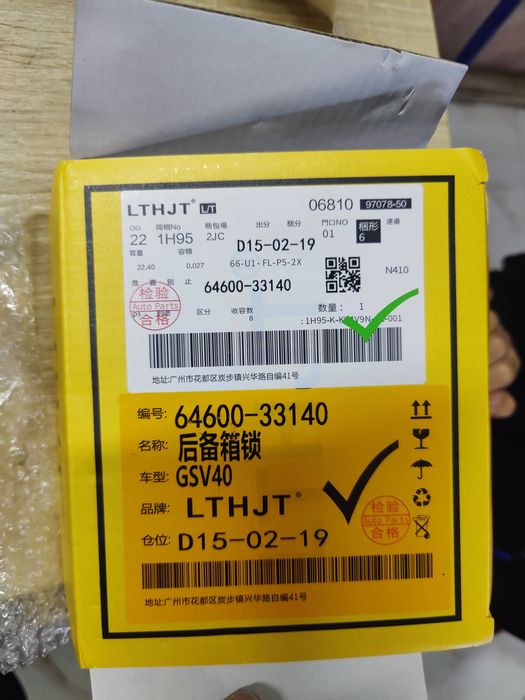 LTHJT® LT 06810 97078-50
OG 同梱No 梱包場 出分 梱分 門口NO 梱形 連番
22 1H95 2JC D15-02-19 01 6
質量 容積
22.40 0.027 66-U1- FL-P5-2X N410
64600-33140
检验
Auto Parts
合格
区分 收容数 数量: 1
8
地址:广州市花都区炭步镇兴华路自编41号
编号: 64600-33140
名称: 后备箱锁
车型: GSV40
品牌: LTHJT®
检验
Auto Parts
合格
仓位: D15-02-19
地址:广州市花都区炭步镇兴华路自编41号